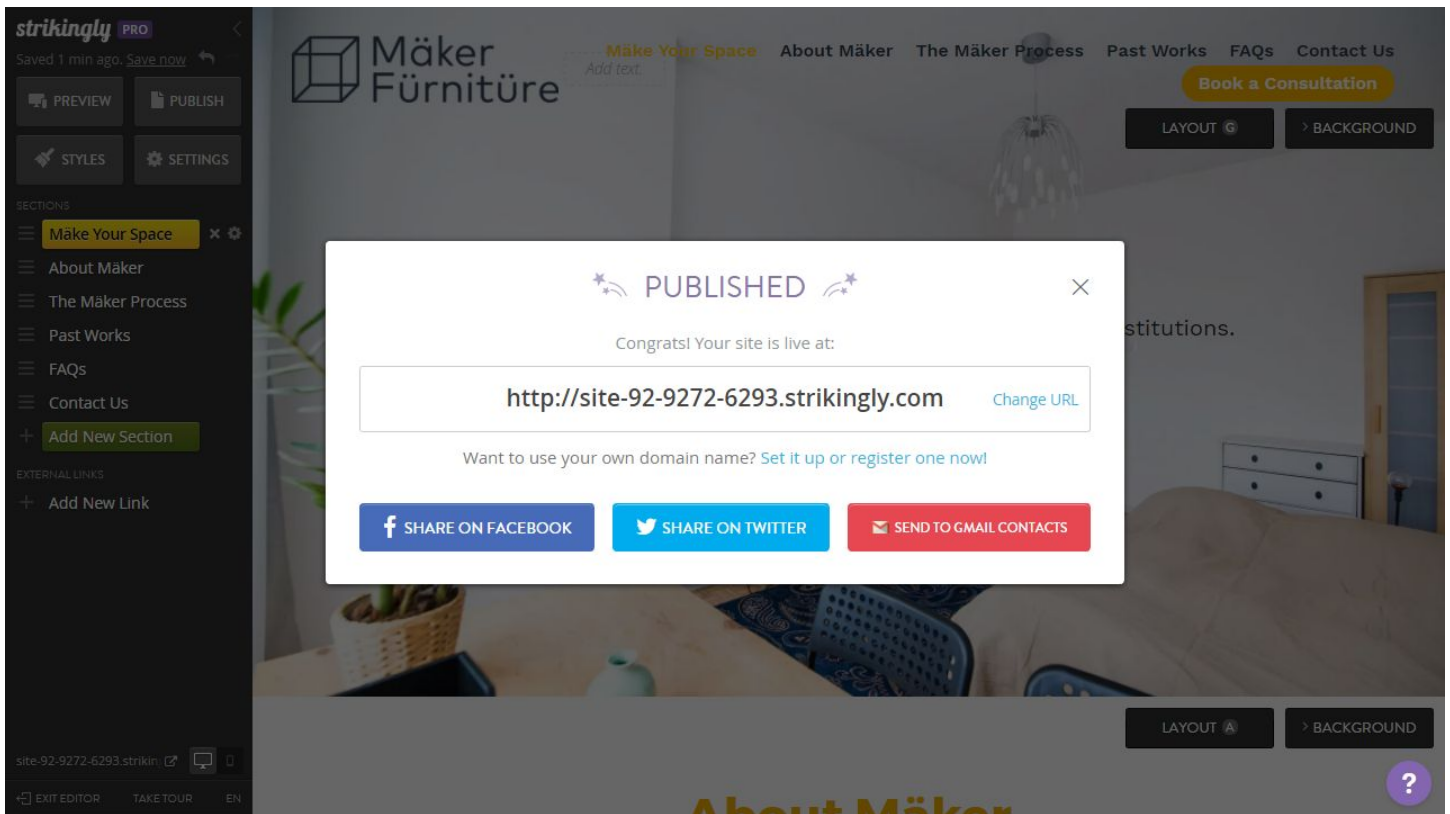 strikingly PRO
Saved 1 min ago. Save now
PREVIEW
PUBLISH
STYLES
SETTINGS
SECTIONS
Mäke Your Space
About Mäker
The Mäker Process
Past Works
FAQs
Contact Us
Add New Section
EXTERNAL LINKS
Add New Link
site-92-9272-6293.strikin
EXIT EDITOR TAKE TOUR EN
Mäker
Fürnitüre
Add text.
Mäke Your Space About Mäker The Mäker Process Past Works FAQs Contact Us
Book a Consultation
LAYOUT G
> BACKGROUND
stitutions.
PUBLISHED
Congrats! Your site is live at:
http://site-92-9272-6293.strikingly.com
Change URL
Want to use your own domain name? Set it up or register one now!
f SHARE ON FACEBOOK
SHARE ON TWITTER
SEND TO GMAIL CONTACTS
LAYOUT A
> BACKGROUND
About Mäker
?